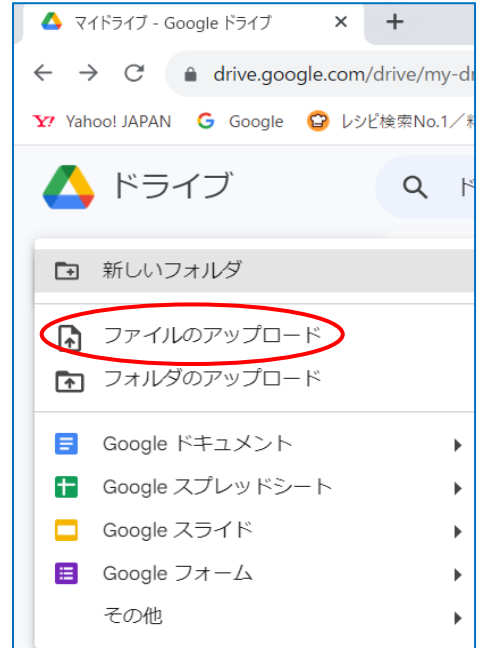 マイドライブ - Google ドライブ
drive.google.com/drive/my-d
Yahoo! JAPAN Google レシピ検索No.1／
ドライブ
新しいフォルダ
ファイルのアップロード
フォルダのアップロード
Google ドキュメント
Google スプレッドシート
Google スライド
Google フォーム
その他